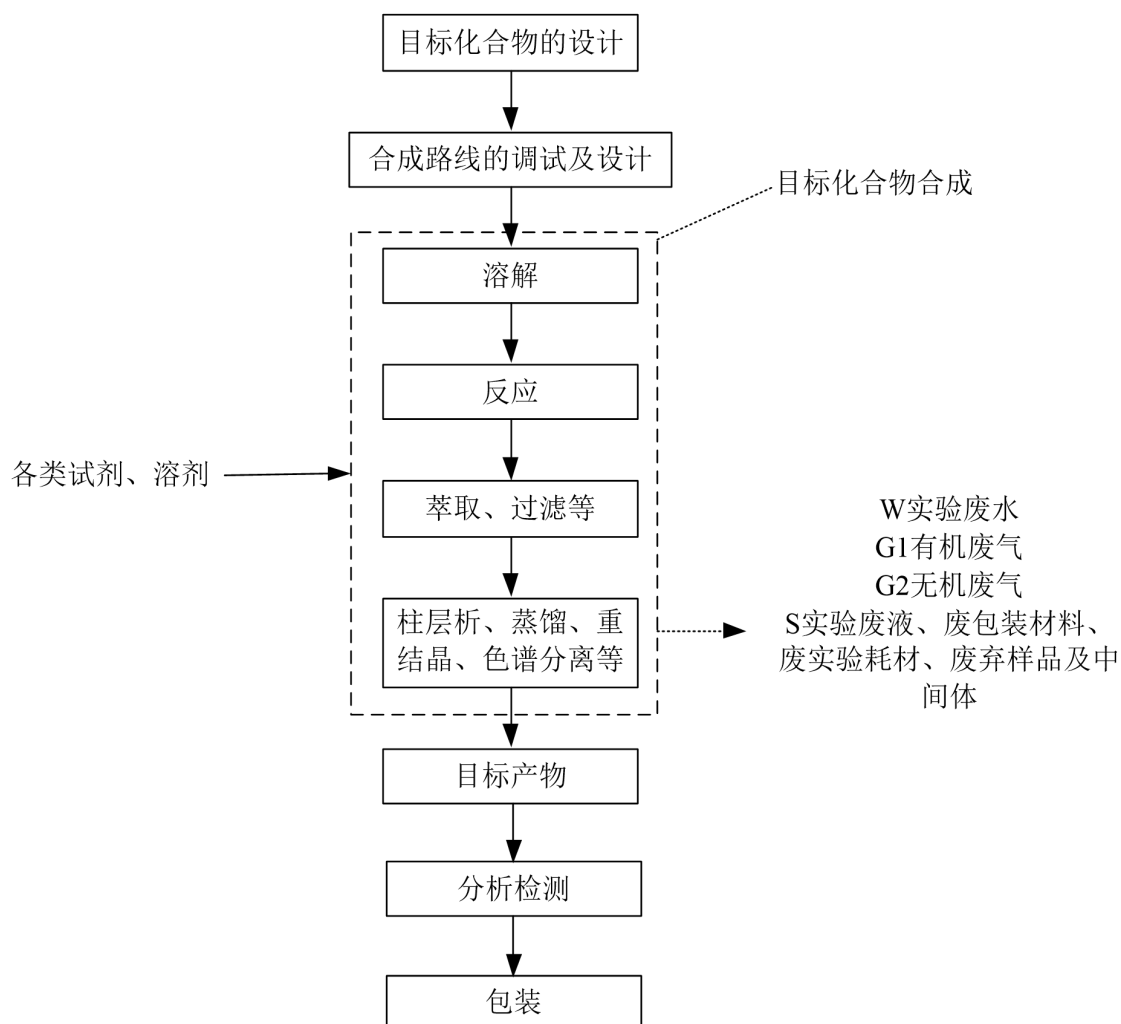 目标化合物的设计
合成路线的调试及设计
目标化合物合成
溶解
反应
各类试剂、溶剂
萃取、过滤等
W实验废水
G1有机废气
G2无机废气
S实验废液、废包装材料、
废实验耗材、废弃样品及中
间体
柱层析、蒸馏、重
结晶、色谱分离等
目标产物
分析检测
包装